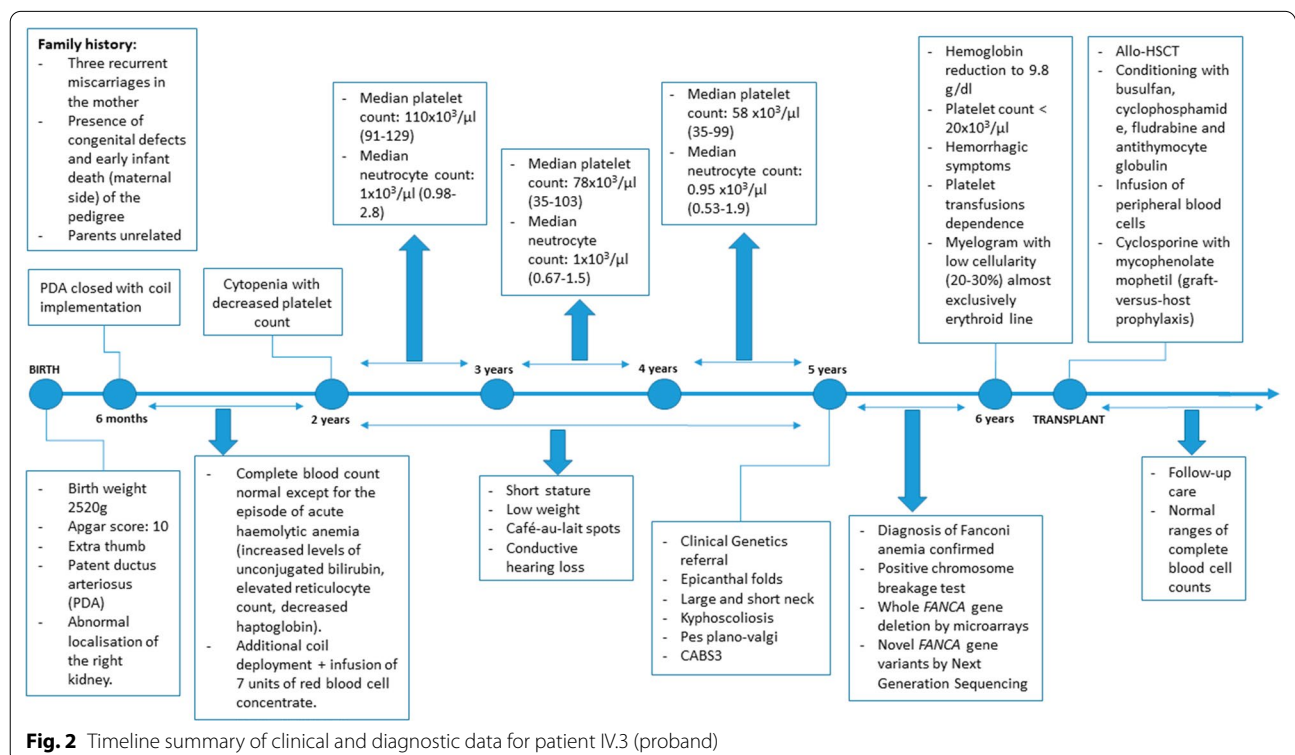 Family history:
- Three recurrent
miscarriages in
the mother
- Presence of
congenital defects
and early infant
death (maternal
side) of the
pedigree
- Parents unrelated
- Median platelet
count: 110x10³/µl
(91-129)
- Median
neutrocyte count:
1x10³/µl (0.98-
2.8)
- Median platelet
count: 78x10³/µl
(35-103)
- Median
neutrocyte
count: 1x10³/µl
(0.67-1.5)
- Median platelet
count: 58 x10³/µl
(35-99)
- Median
neutrocyte count:
0.95 x10³/µl
(0.53-1.9)
- Hemoglobin
reduction to 9.8
g/dl
- Platelet count <
20x10³/µl
- Hemorrhagic
symptoms
- Platelet
transfusions
dependence
- Myelogram with
low cellularity
(20-30%) almost
exclusively
erythroid line
- Allo-HSCT
- Conditioning with
busulfan,
cyclophosphamid
e, fludrabine and
antithymocyte
globulin
- Infusion of
peripheral blood
cells
- Cyclosporine with
mycophenolate
mophetil (graft-
versus-host
prophylaxis)
PDA closed with coil
implementation
Cytopenia with
decreased platelet
count
BIRTH
6 months
2 years
3 years
4 years
5 years
6 years
TRANSPLANT
- Birth weight
2520g
- Apgar score: 10
- Extra thumb
- Patent ductus
arteriosus
(PDA)
- Abnormal
localisation of
the right
kidney.
- Complete blood count
normal except for the
episode of acute
haemolytic anemia
(increased levels of
unconjugated bilirubin,
elevated reticulocyte
count, decreased
haptoglobin).
- Additional coil
deployment + infusion of
7 units of red blood cell
concentrate.
- Short stature
- Low weight
- Café-au-lait spots
- Conductive
hearing loss
- Clinical Genetics
referral
- Epicanthal folds
- Large and short neck
- Kyphoscoliosis
- Pes plano-valgi
- CABS3
- Diagnosis of Fanconi
anemia confirmed
- Positive chromosome
breakage test
- Whole FANCA gene
deletion by microarrays
- Novel FANCA gene
variants by Next
Generation Sequencing
- Follow-up
care
- Normal
ranges of
complete
blood cell
counts
Fig. 2 Timeline summary of clinical and diagnostic data for patient IV.3 (proband)